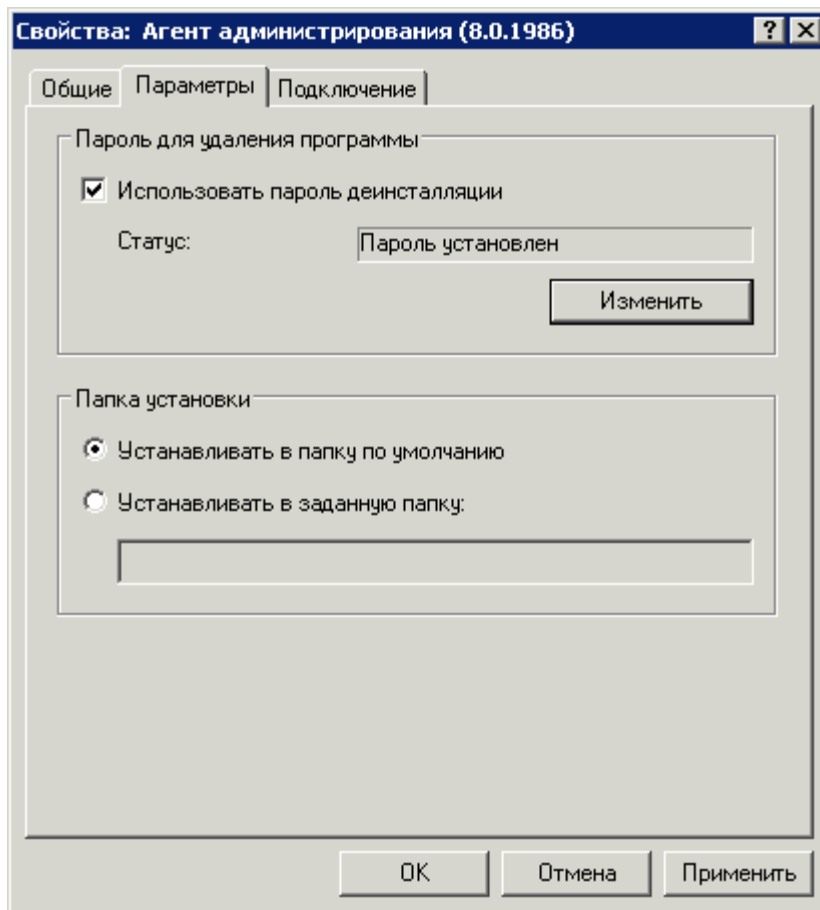 Свойства: Агент администрирования (8.0.1986)
Общие Параметры Подключение
Пароль для удаления программы
Использовать пароль деинсталляции
Статус: Пароль установлен
Изменить
Папка установки
Устанавливать в папку по умолчанию
Устанавливать в заданную папку:
OK Отмена Применить